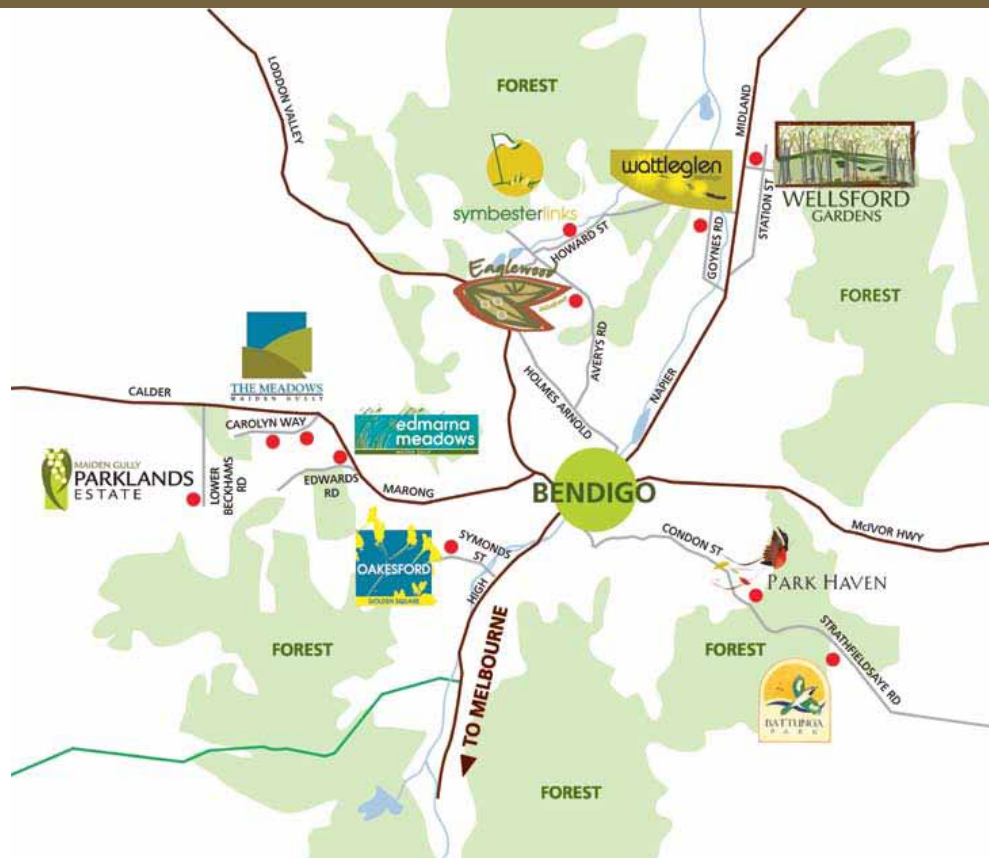 LODDON VALLEY
FOREST
MIDLAND
symbesterlinks
wattleglen
STATION ST
WELLSFORD
GARDENS
HOWARD ST
GOYNES RD
Eaglewood
FOREST
AVERYS RD
HOLMES ARNOLD
NAPIER
THE MEADOWS
MAIDEN GULLY
CALDER
CAROLYN WAY
edmarna
meadows
MAIDEN GULLY
PARKLANDS
ESTATE
LOWER
BECKHAMS
RD
EDWARDS
RD
MARONG
BENDIGO
McIVOR HWY
CONDON ST
SYMONDS
ST
OAKESFORD
GOLDEN SQUARE
HIGH
PARK HAVEN
STRATHFIELDSAYE RD
FOREST
FOREST
BATTUNGA
PARK
TO MELBOURNE
FOREST